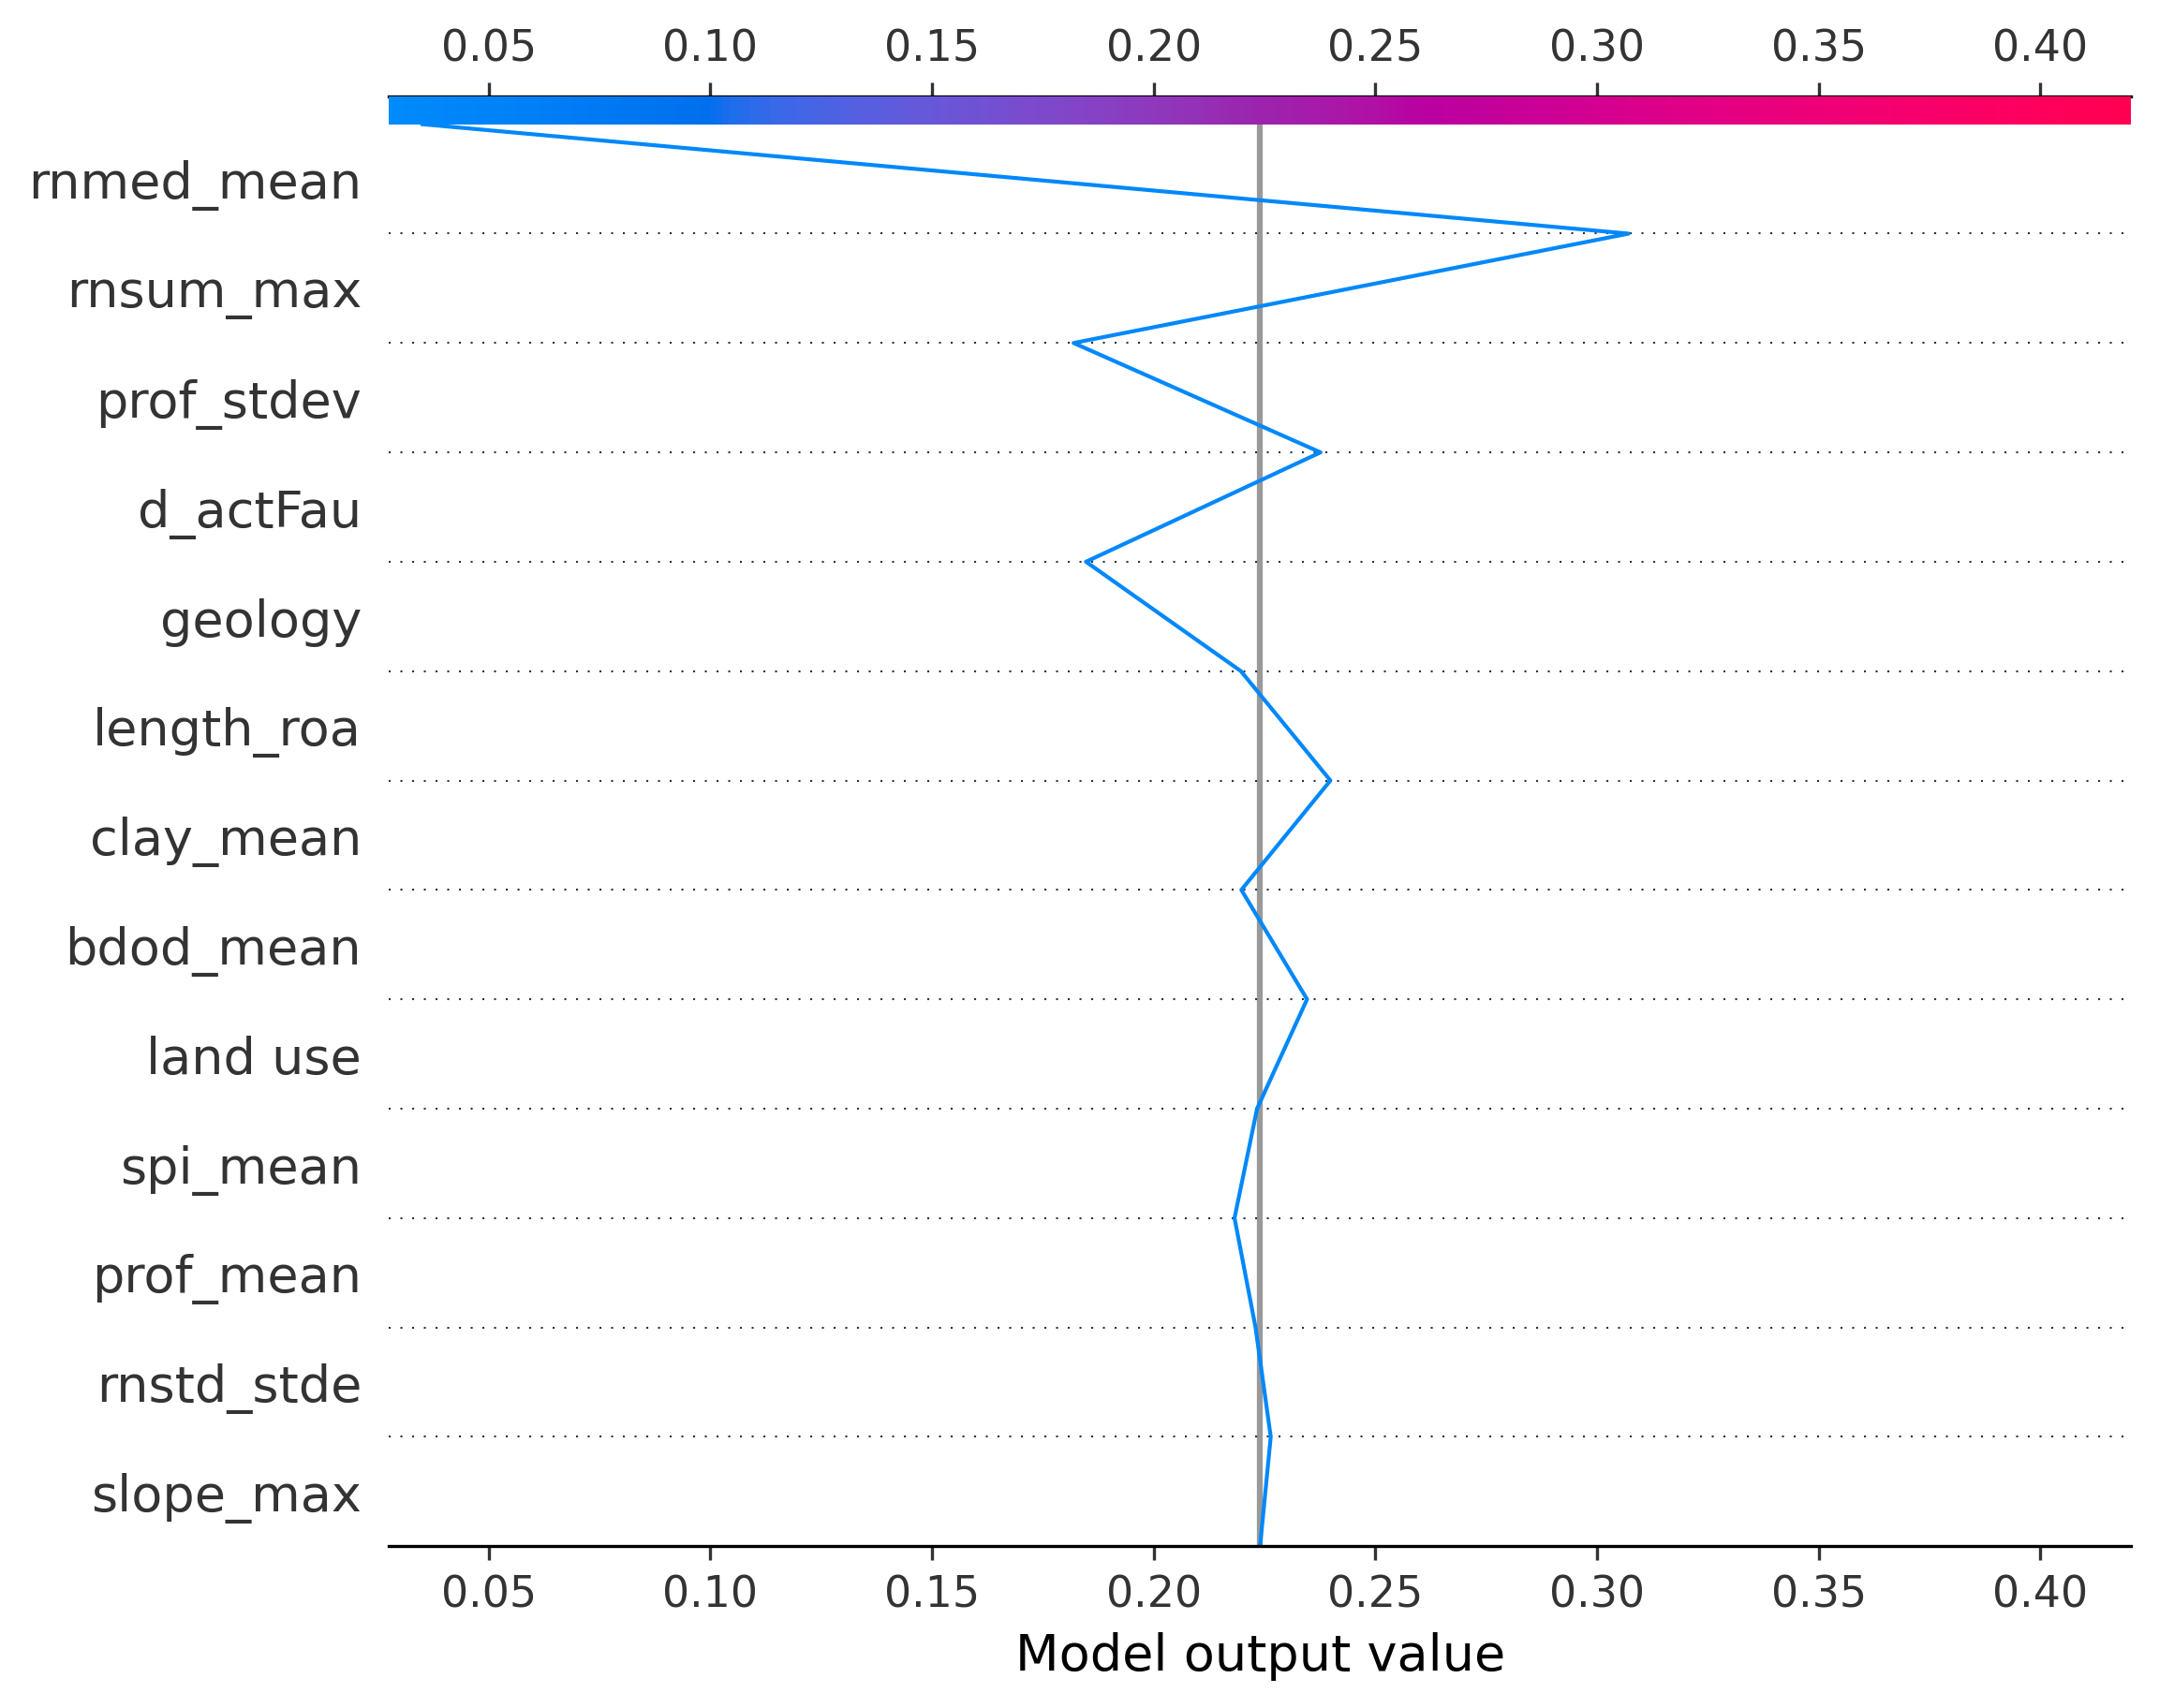 0.05 0.10 0.15 0.20 0.25 0.30 0.35 0.40
rnmed_mean
rnsum_max
prof_stdev
d_actFau
geology
length_roa
clay_mean
bdod_mean
land use
spi_mean
prof_mean
rnstd_stde
slope_max
0.05 0.10 0.15 0.20 0.25 0.30 0.35 0.40
Model output value